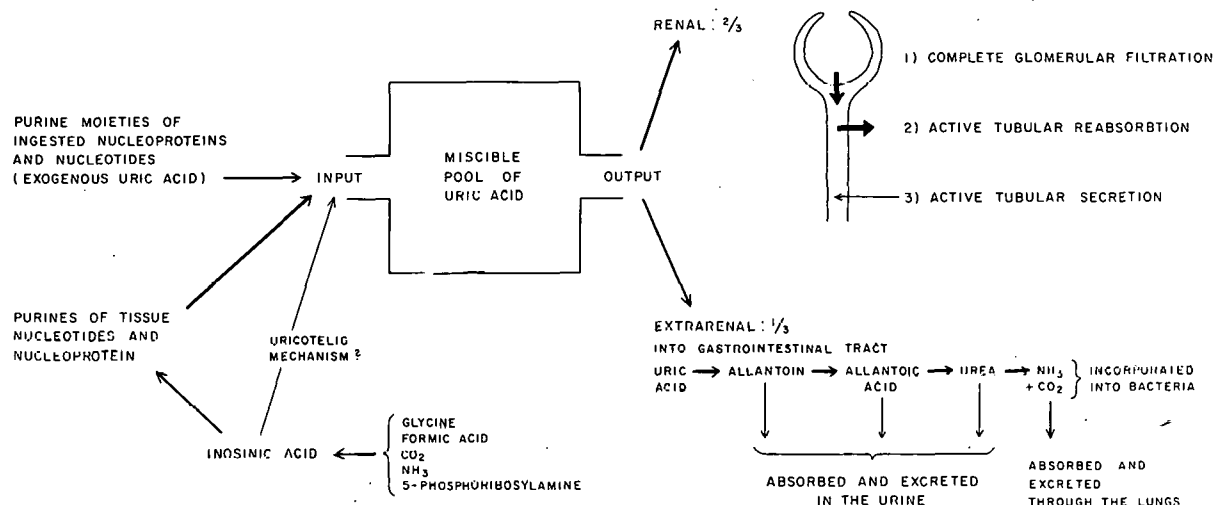 RENAL: 2/3
1) COMPLETE GLOMERULAR FILTRATION
2) ACTIVE TUBULAR REABSORBTION
3) ACTIVE TUBULAR SECRETION
PURINE MOIETIES OF
INGESTED NUCLEOPROTEINS
AND NUCLEOTIDES
(EXOGENOUS URIC ACID)
INPUT
MISCIBLE
POOL OF
URIC ACID
OUTPUT
PURINES OF TISSUE
NUCLEOTIDES AND
NUCLEOPROTEIN
URICOTELIC
MECHANISM?
INOSINIC ACID
GLYCINE
FORMIC ACID
CO2
NH3
5-PHOSPHORIBOSYLAMINE
EXTRARENAL: 1/3
INTO GASTROINTESTINAL TRACT
URIC
ACID
ALLANTOIN
ALLANTOIC
ACID
UREA
NH3
+ CO2
INCORPORATED
INTO BACTERIA
ABSORBED AND EXCRETED
IN THE URINE
ABSORBED AND
EXCRETED
THROUGH THE LUNGS